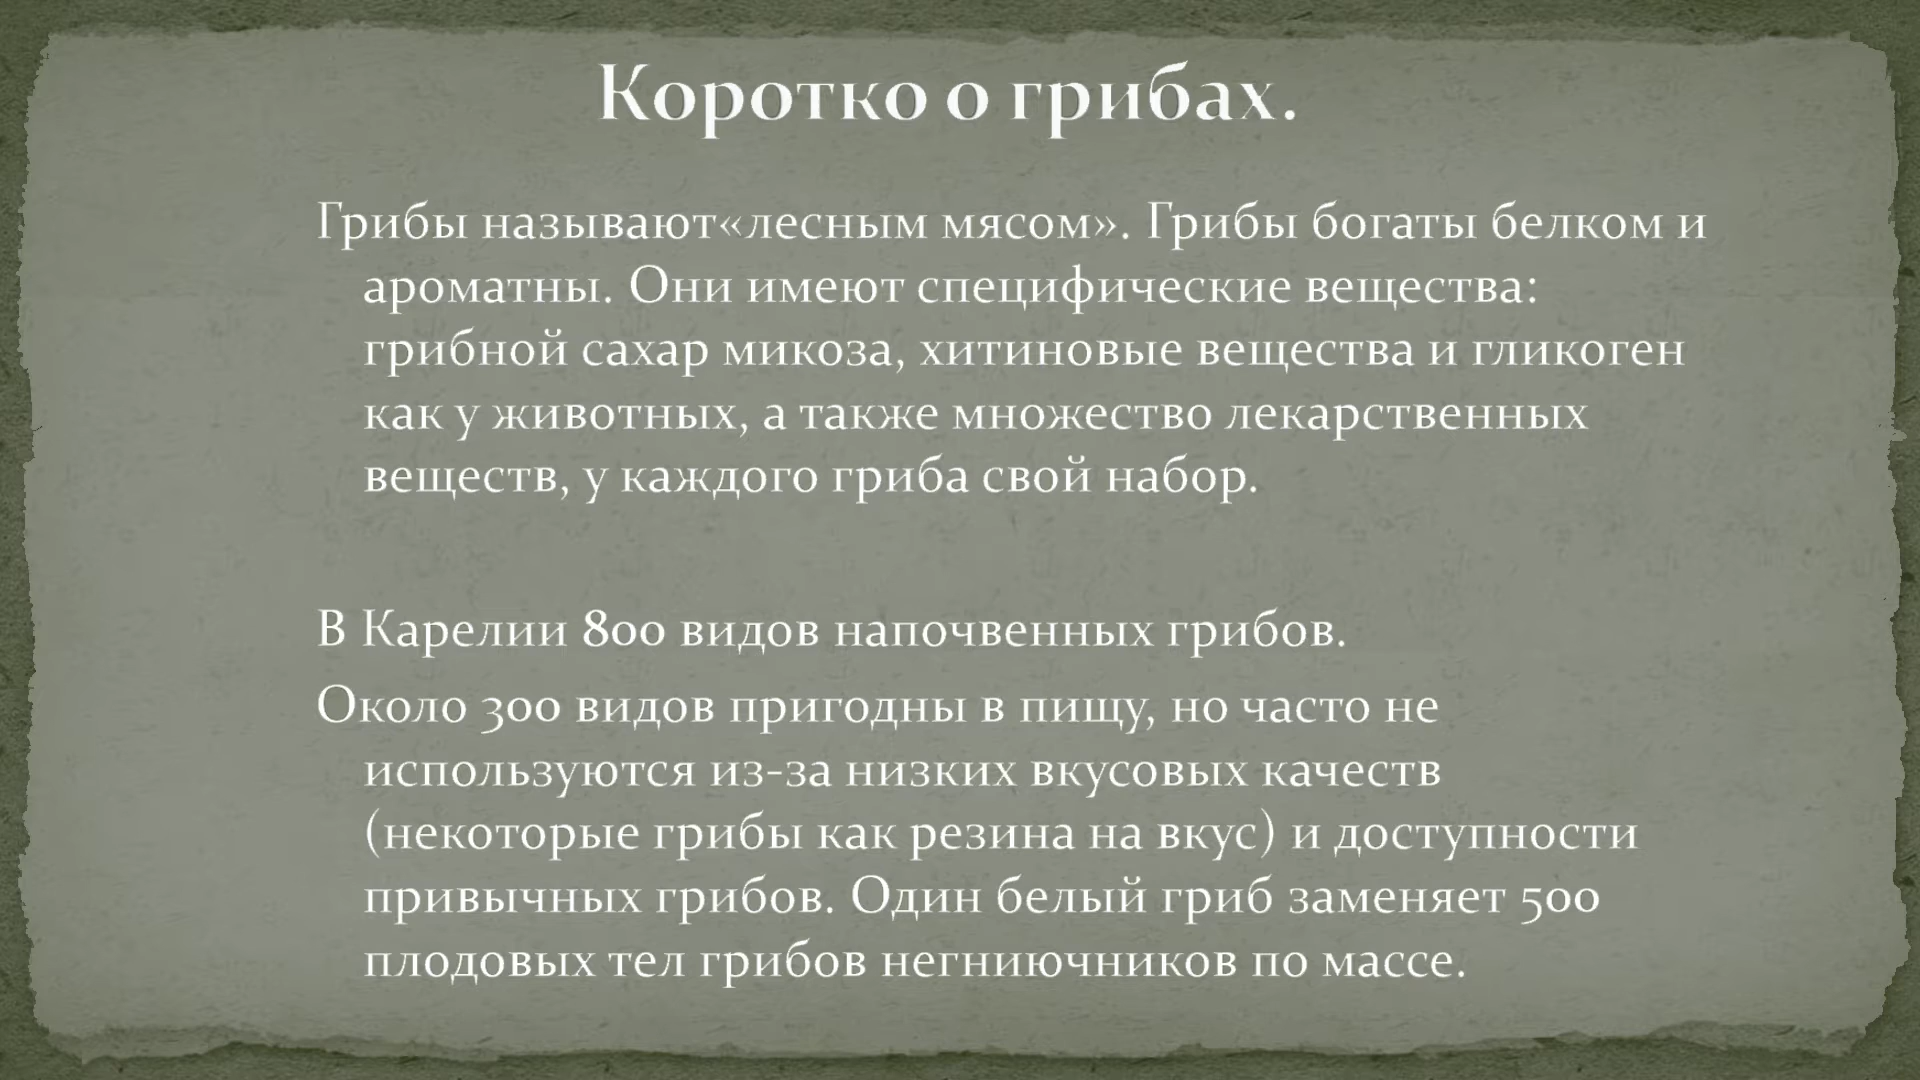 Коротко о грибах.
Грибы называют«лесным мясом». Грибы богаты белком и
ароматны. Они имеют специфические вещества:
грибной сахар микоза, хитиновые вещества и гликоген
как у животных, а также множество лекарственных
веществ, у каждого гриба свой набор.
В Карелии 800 видов напочвенных грибов.
Около 300 видов пригодны в пищу, но часто не
используются из-за низких вкусовых качеств
(некоторые грибы как резина на вкус) и доступности
привычных грибов. Один белый гриб заменяет 500
плодовых тел грибов негниючников по массе.